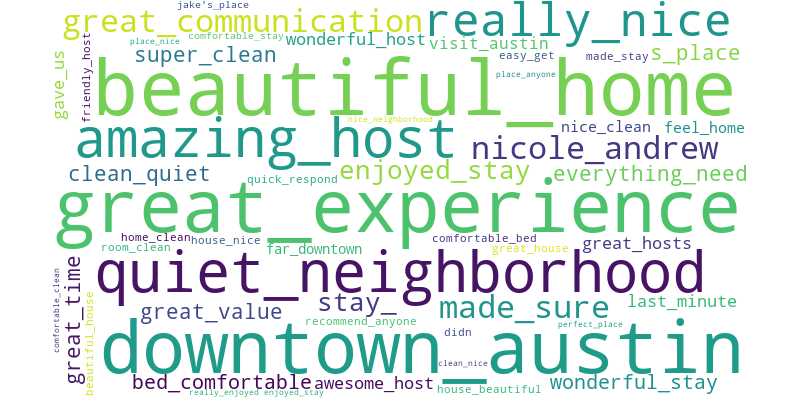 jake's_place
great_communication
really_nice
place_nice
comfortable_stay
wonderful_host
visit_austin
super_clean
easy_get
made_stay
s_place
gave_us
friendly_host
beautiful_home
place_anyone
nice_neighborhood
amazing_host
nicole_andrew
nice_clean
feel_home
clean_quiet
quick_respond
enjoyed_stay
everything_need
great_experience
home_clean
house_nice
room_clean
far_downtown
comfortable_bed
great_house
great_hosts
quiet_neighborhood
comfortable_clean
great_time
beautiful_house
great_value
stay_
made_sure
last_minute
recommend_anyone
didn
perfect_place
downtown_austin
clean_nice
bed_comfortable
awesome_host
house_beautiful
wonderful_stay
really_enjoyed
enjoyed_stay